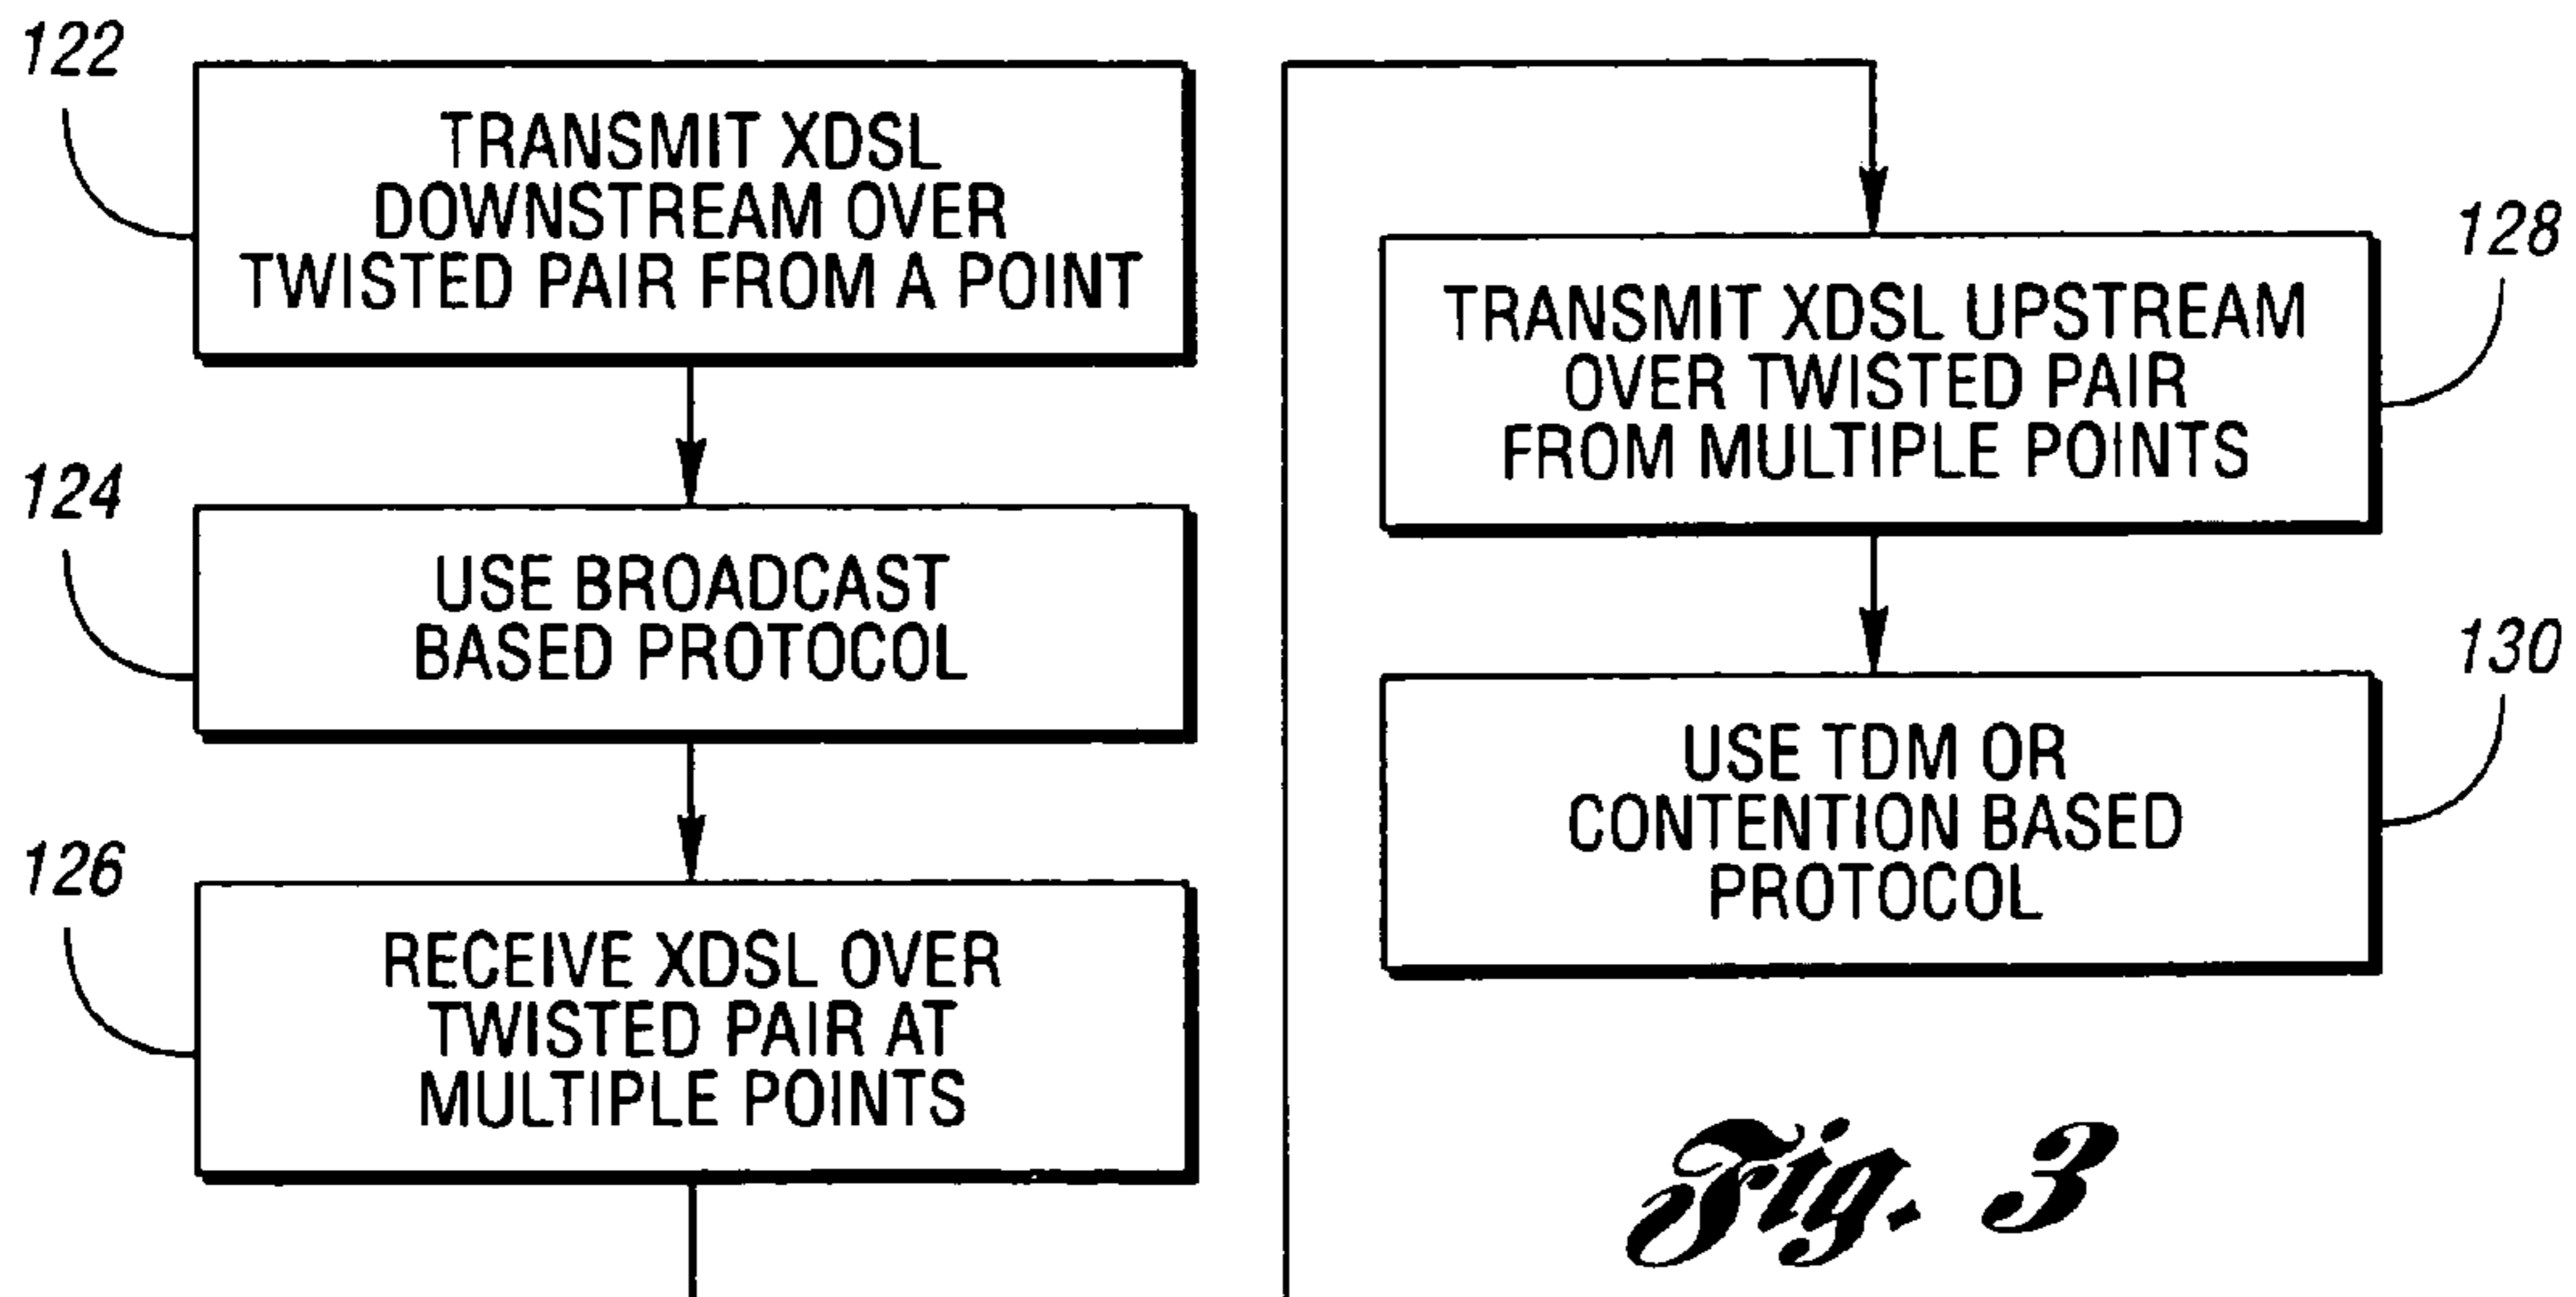 122
TRANSMIT XDSL
DOWNSTREAM OVER
TWISTED PAIR FROM A POINT
124
USE BROADCAST
BASED PROTOCOL
126
RECEIVE XDSL OVER
TWISTED PAIR AT
MULTIPLE POINTS
128
TRANSMIT XDSL UPSTREAM
OVER TWISTED PAIR
FROM MULTIPLE POINTS
130
USE TDM OR
CONTENTION BASED
PROTOCOL
Fig. 3